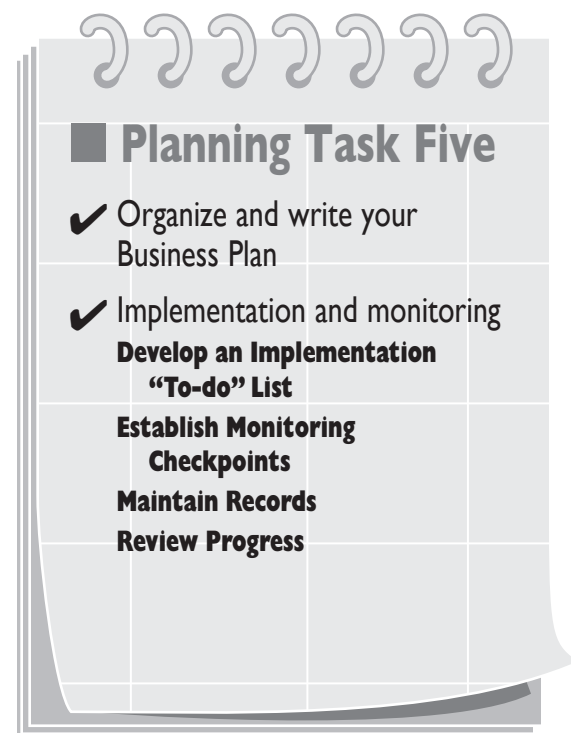 Planning Task Five
Organize and write your
Business Plan
Implementation and monitoring
Develop an Implementation
“To-do” List
Establish Monitoring
Checkpoints
Maintain Records
Review Progress